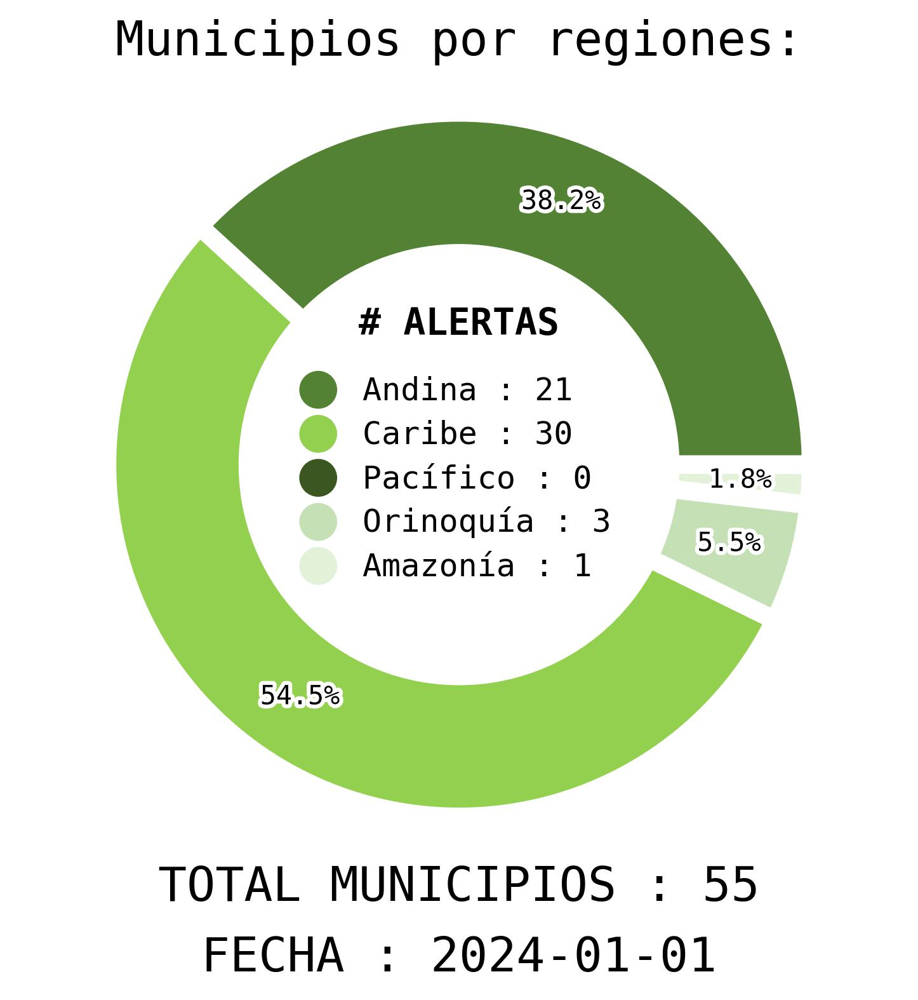 Municipios por regiones:
38.2%
# ALERTAS
Andina : 21
Caribe : 30
Pacífico : 0
Orinoquía : 3
Amazonía : 1
1.8%
5.5%
54.5%
TOTAL MUNICIPIOS : 55
FECHA : 2024-01-01